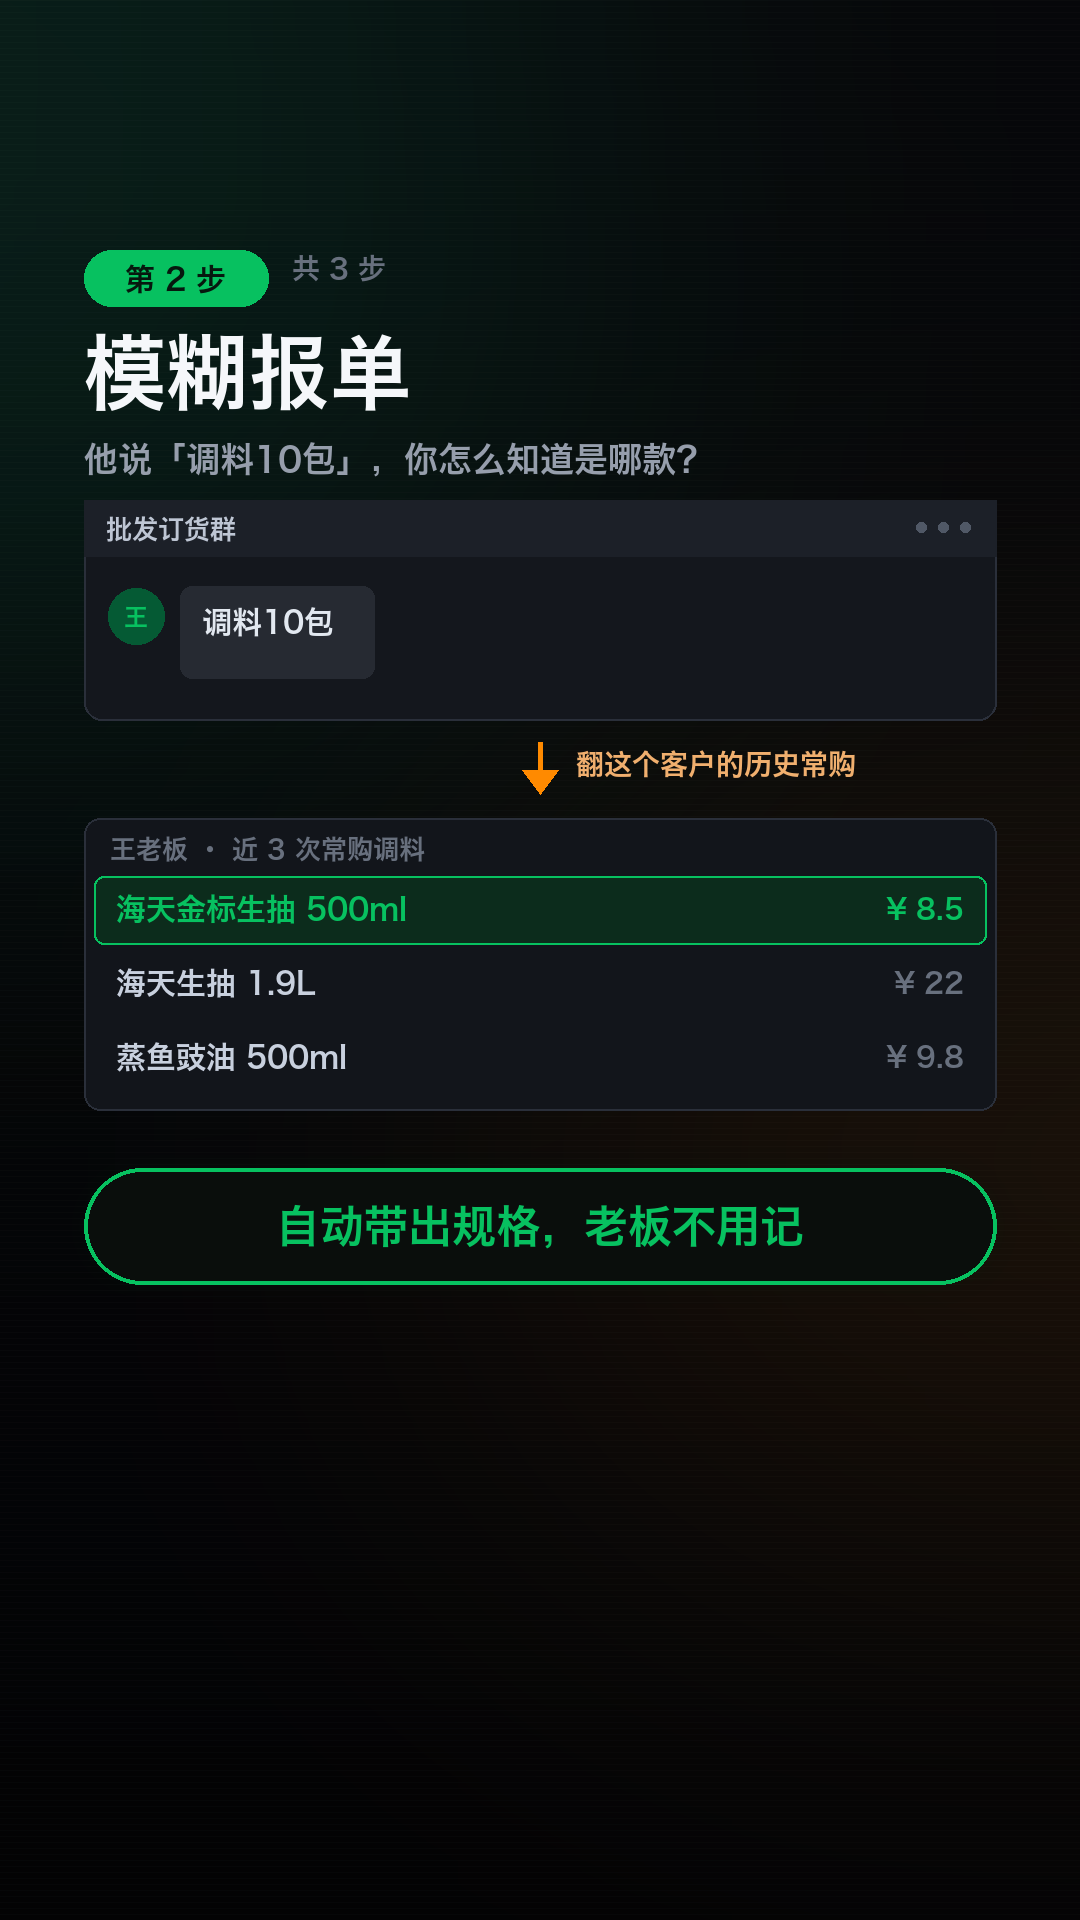 第 2 步
共 3 步
模糊报单
他说「调料10包」，你怎么知道是哪款？
批发订货群
王
调料10包
翻这个客户的历史常购
王老板 · 近 3 次常购调料
海天金标生抽 500ml ¥ 8.5
海天生抽 1.9L ¥ 22
蒸鱼豉油 500ml ¥ 9.8
自动带出规格，老板不用记